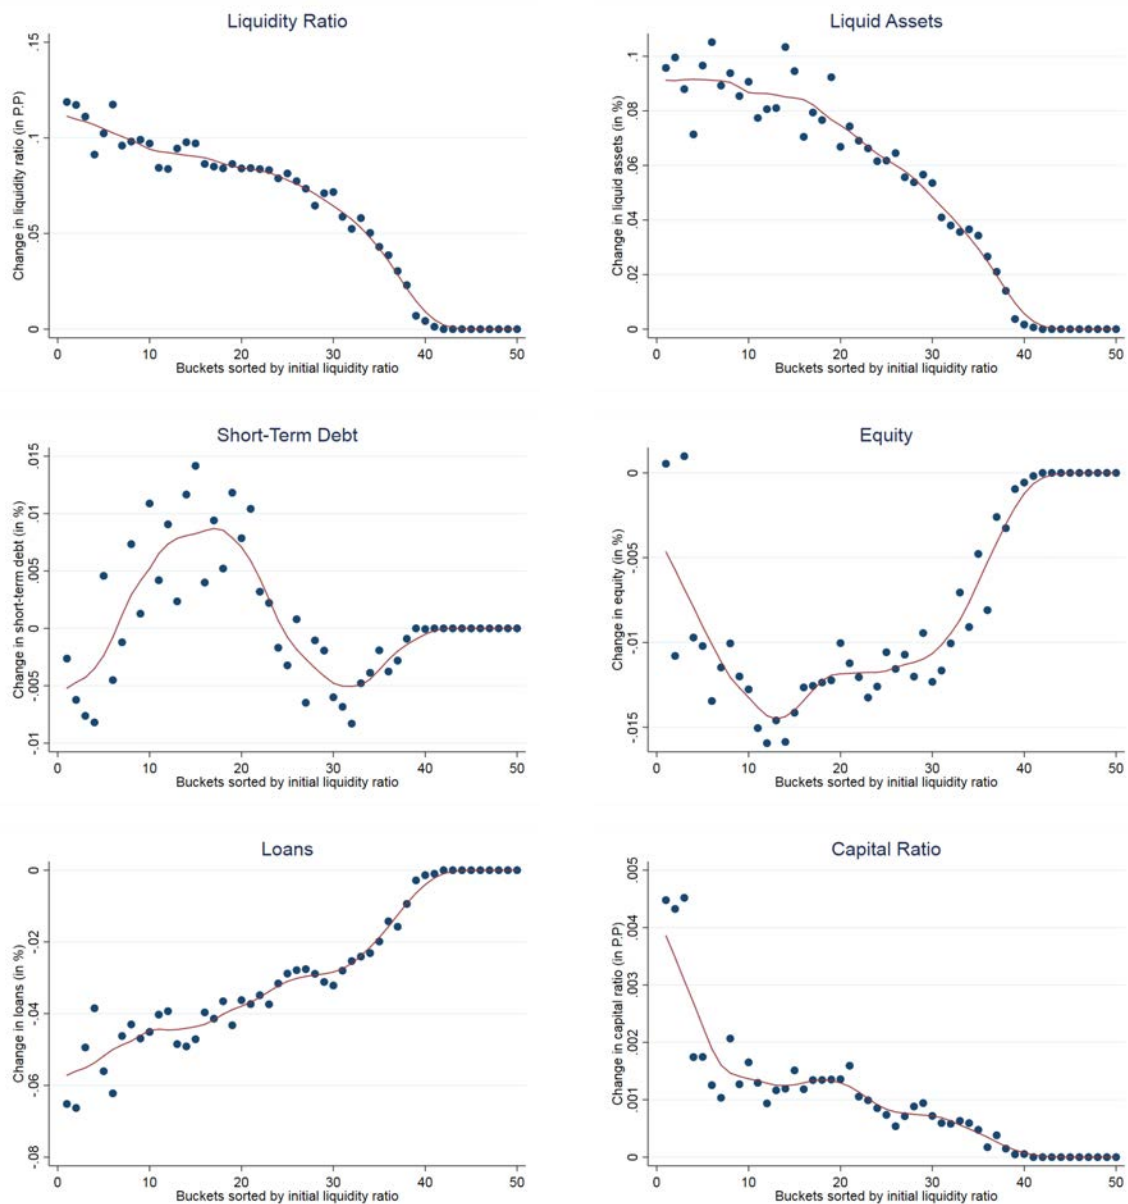 Liquidity Ratio
Change in liquidity ratio (in P.P)
.15
.1
.05
0
0 10 20 30 40 50
Buckets sorted by initial liquidity ratio
Liquid Assets
Change in liquid assets (in %)
.1
.08
.06
.04
.02
0
0 10 20 30 40 50
Buckets sorted by initial liquidity ratio
Short-Term Debt
Change in short-term debt (in %)
.015
.01
.005
0
-.005
-.01
0 10 20 30 40 50
Buckets sorted by initial liquidity ratio
Equity
Change in equity (in %)
0
-.005
-.01
-.015
0 10 20 30 40 50
Buckets sorted by initial liquidity ratio
Loans
Change in loans (in %)
0
-.02
-.04
-.06
-.08
0 10 20 30 40 50
Buckets sorted by initial liquidity ratio
Capital Ratio
Change in capital ratio (in P.P)
.005
.004
.003
.002
.001
0
0 10 20 30 40 50
Buckets sorted by initial liquidity ratio